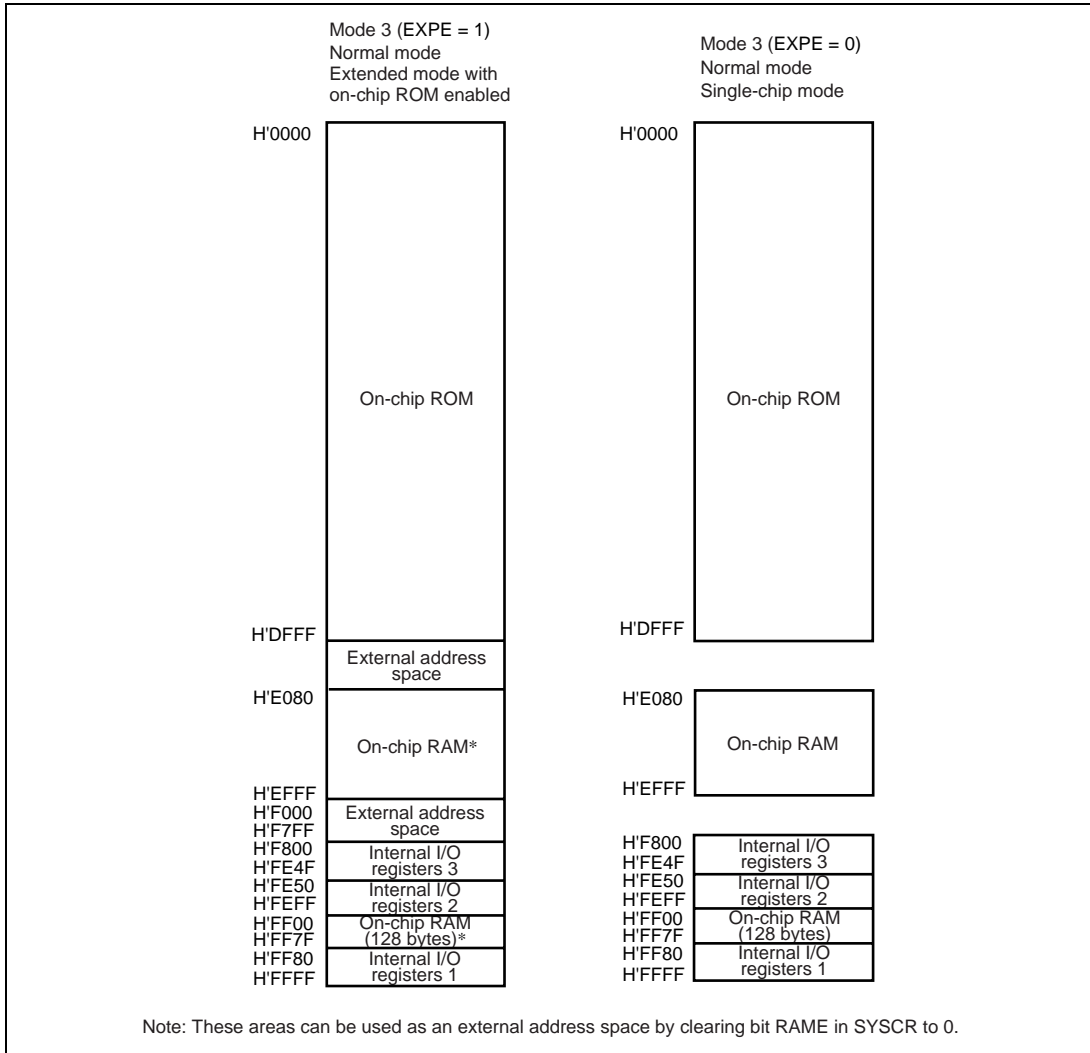 Mode 3 (EXPE = 1)
Normal mode
Extended mode with
on-chip ROM enabled
H'0000
On-chip ROM
H'DFFF
External address
space
H'E080
On-chip RAM*
H'EFFF
H'F000
External address
space
H'F7FF
H'F800
Internal I/O
registers 3
H'FE4F
H'FE50
Internal I/O
registers 2
H'FEFF
H'FF00
On-chip RAM
(128 bytes)*
H'FF7F
H'FF80
Internal I/O
registers 1
H'FFFF
Mode 3 (EXPE = 0)
Normal mode
Single-chip mode
H'0000
On-chip ROM
H'DFFF
H'E080
On-chip RAM
H'EFFF
H'F800
Internal I/O
registers 3
H'FE4F
H'FE50
Internal I/O
registers 2
H'FEFF
H'FF00
On-chip RAM
(128 bytes)
H'FF7F
H'FF80
Internal I/O
registers 1
H'FFFF
Note: These areas can be used as an external address space by clearing bit RAME in SYSCR to 0.